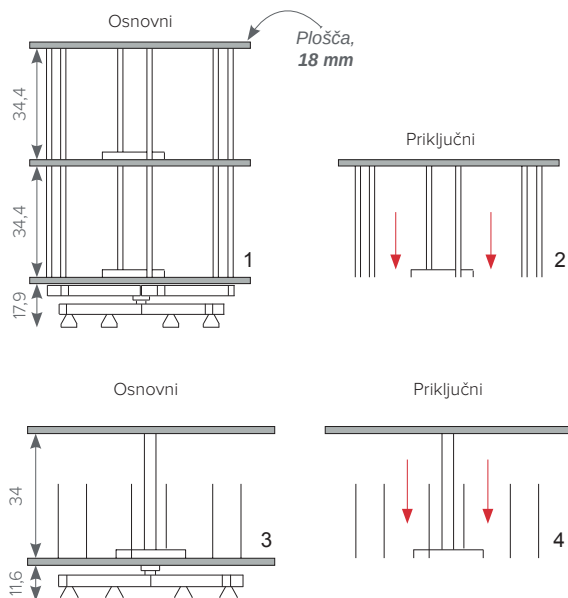 Osnovni
Plošča,
18 mm
34,4
34,4
17,9
1
Priključni
2
Osnovni
34
11,6
3
Priključni
4